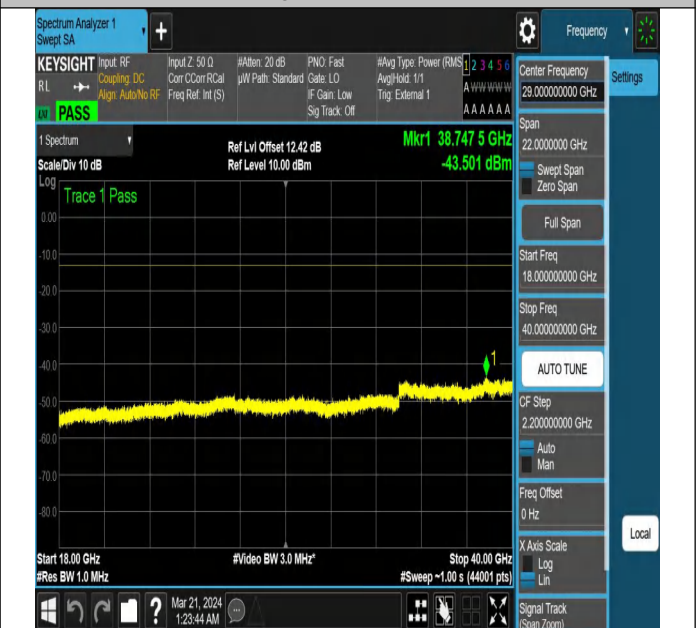 Spectrum Analyzer 1
Swept SA
+
Frequency
KEYSIGHT
RL
PASS
Input: RF
Coupling: DC
Align: Auto/No RF
Input Z: 50 Ω
Corr CCorr RCal
Freq Ref: Int (S)
#Atten: 20 dB
µW Path: Standard
PNO: Fast
Gate: LO
IF Gain: Low
Sig Track: Off
#Avg Type: Power (RMS
Avg|Hold: 1/1
Trig: External 1
1 2 3 4 5 6
A W W W W W
A A A A A A
1 Spectrum
Scale/Div 10 dB
Ref Lvl Offset 12.42 dB
Ref Level 10.00 dBm
Mkr1 38.747 5 GHz
-43.501 dBm
Log
Trace 1 Pass
0.00
-10.0
-20.0
-30.0
-40.0
-50.0
-60.0
-70.0
-80.0
1
Start 18.00 GHz
#Res BW 1.0 MHz
#Video BW 3.0 MHz*
Stop 40.00 GHz
#Sweep ~1.00 s (44001 pts)
?
Mar 21, 2024
1:23:44 AM
Center Frequency
29.000000000 GHz
Settings
Span
22.0000000 GHz
Swept Span
Zero Span
Full Span
Start Freq
18.000000000 GHz
Stop Freq
40.000000000 GHz
AUTO TUNE
CF Step
2.200000000 GHz
Auto
Man
Freq Offset
0 Hz
Local
X Axis Scale
Log
Lin
Signal Track
(Span Zoom)